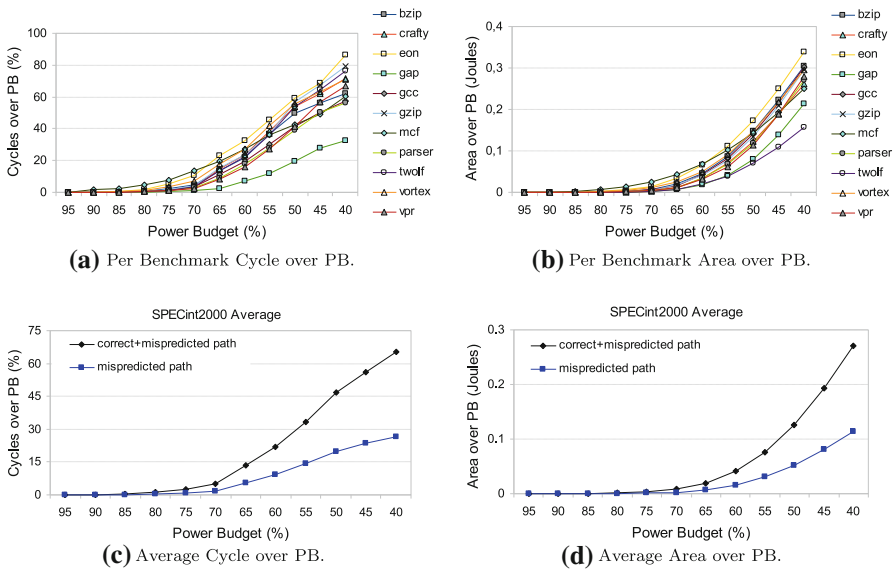 100
80
60
40
20
0
Cycles over PB (%)
95 90 85 80 75 70 65 60 55 50 45 40
Power Budget (%)
bzip
crafty
eon
gap
gcc
gzip
mcf
parser
twolf
vortex
vpr
(a) Per Benchmark Cycle over PB.
0,4
0,3
0,2
0,1
0
Area over PB (Joules)
95 90 85 80 75 70 65 60 55 50 45 40
Power Budget (%)
bzip
crafty
eon
gap
gcc
gzip
mcf
parser
twolf
vortex
vpr
(b) Per Benchmark Area over PB.
SPECint2000 Average
75
60
45
30
15
0
Cycles over PB (%)
correct+mispredicted path
mispredicted path
95 90 85 80 75 70 65 60 55 50 45 40
Power Budget (%)
(c) Average Cycle over PB.
SPECint2000 Average
0.3
0.2
0.1
0
Area over PB (Joules)
correct+mispredicted path
mispredicted path
95 90 85 80 75 70 65 60 55 50 45 40
Power Budget (%)
(d) Average Area over PB.